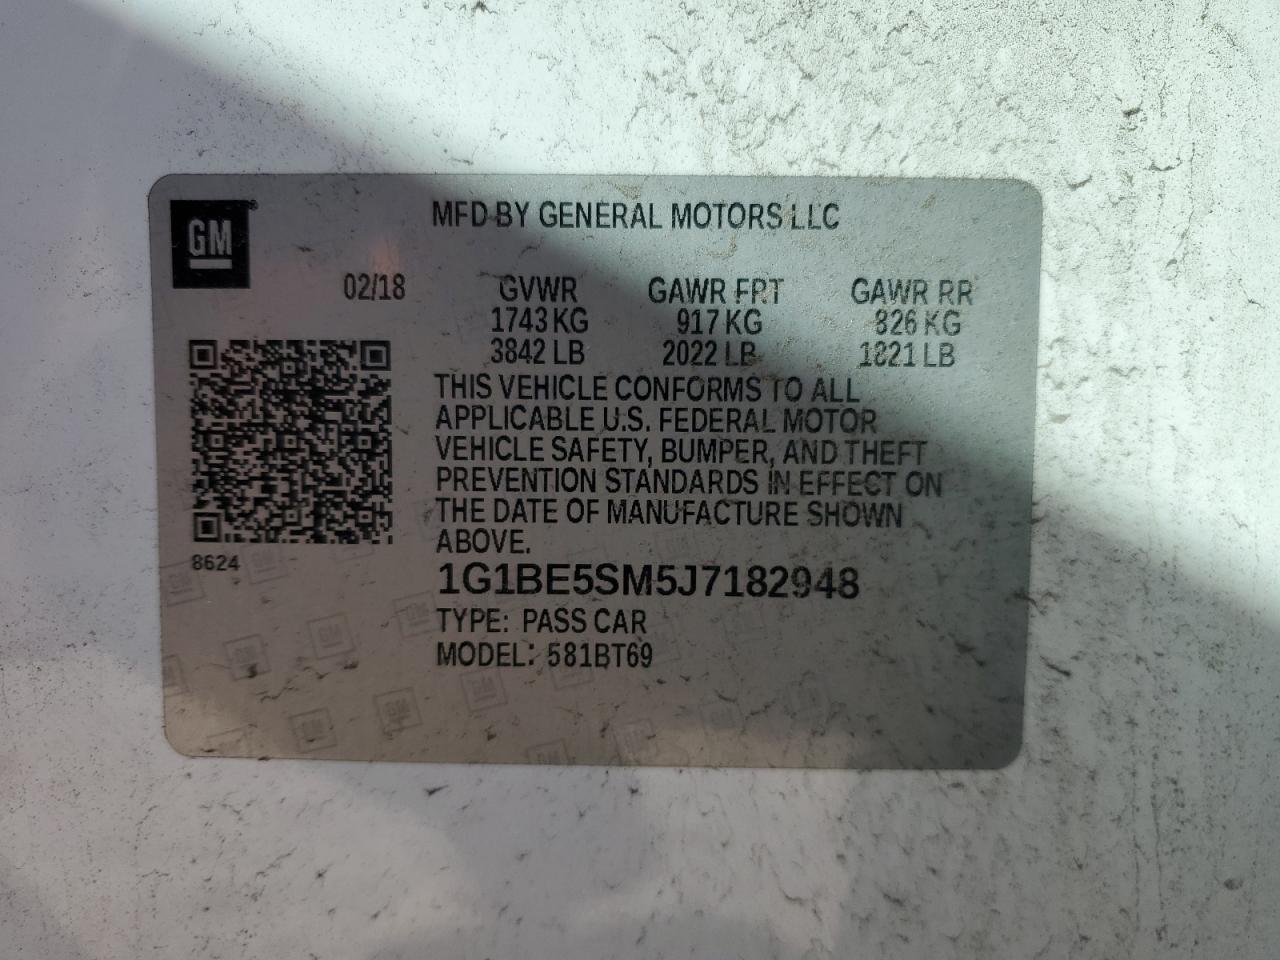 GM
MFD BY GENERAL MOTORS LLC
02/18 GVWR GAWR FRT GAWR RR
1743 KG 917 KG 826 KG
3842 LB 2022 LB 1821 LB
THIS VEHICLE CONFORMS TO ALL
APPLICABLE U.S. FEDERAL MOTOR
VEHICLE SAFETY, BUMPER, AND THEFT
PREVENTION STANDARDS IN EFFECT ON
THE DATE OF MANUFACTURE SHOWN
ABOVE.
8624
1G1BE5SM5J7182948
TYPE: PASS CAR
MODEL: 581BT69